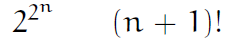 $2^{2^n}$ $(n + 1)!$